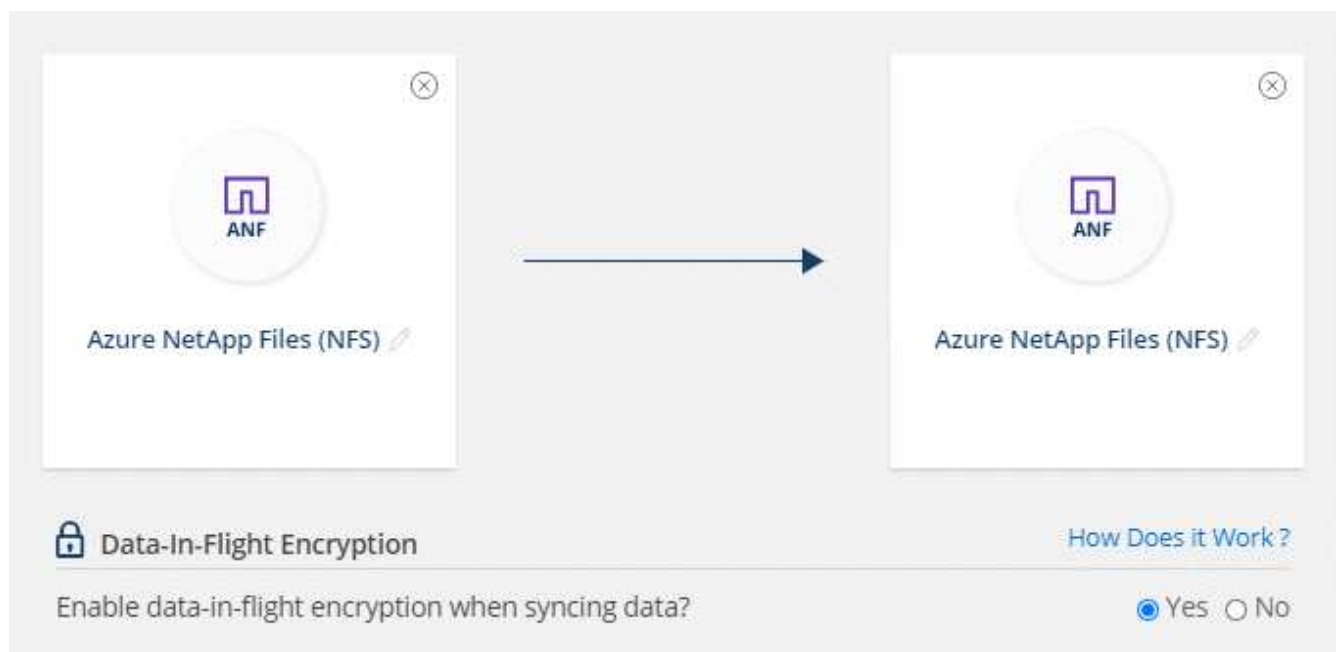 ANF
ANF
Azure NetApp Files (NFS)
Azure NetApp Files (NFS)
Data-In-Flight Encryption
How Does it Work ?
Enable data-in-flight encryption when syncing data?
Yes
No